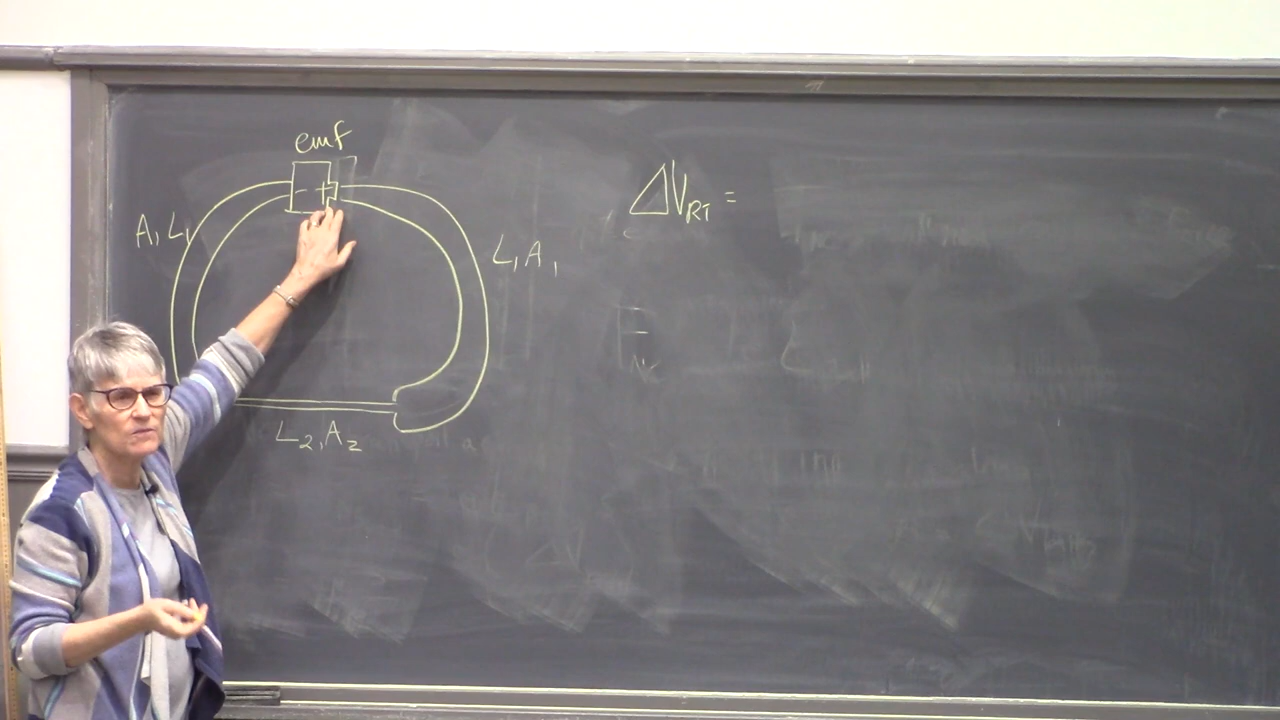 emf
- +
A, L,
L, A,
L₂, A₂
ΔV_RT =